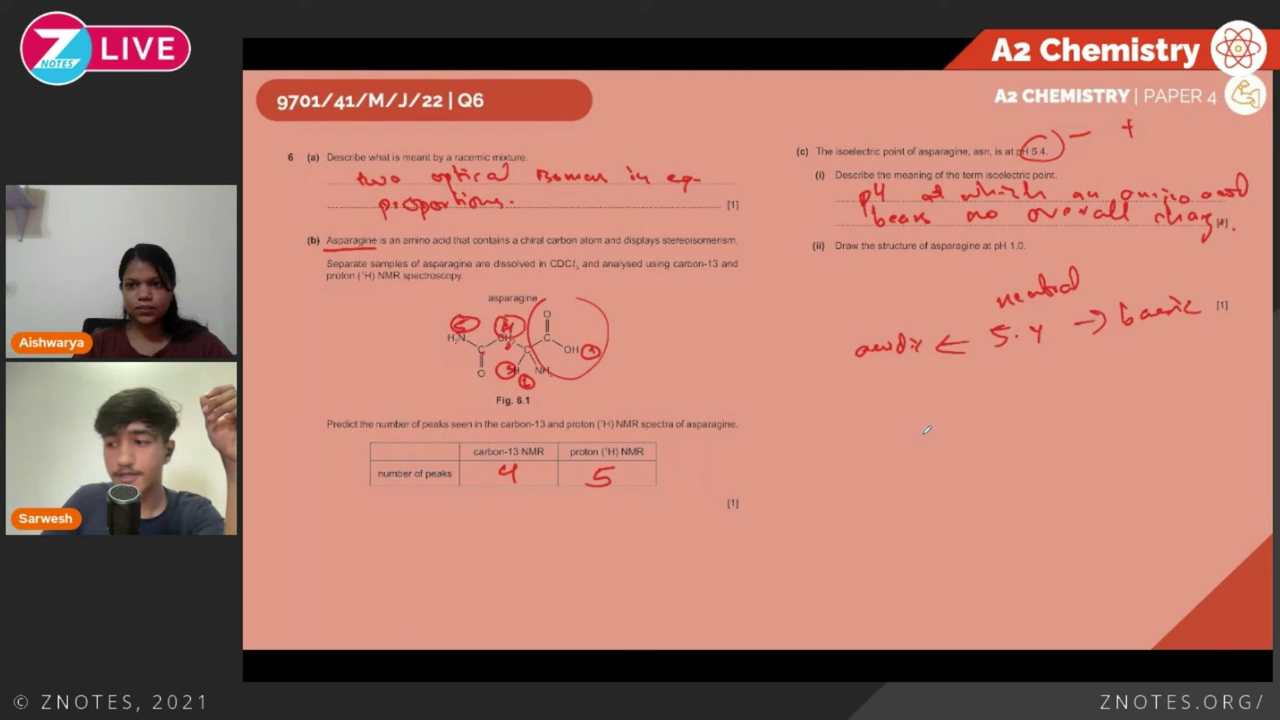 Z NOTES LIVE
A2 Chemistry
A2 CHEMISTRY | PAPER 4
9701/41/M/J/22 | Q6
6 (a) Describe what is meant by a racemic mixture.
two optical isomers in eq-
proportions.
[1]
(b) Asparagine is an amino acid that contains a chiral carbon atom and displays stereoisomerism.
Separate samples of asparagine are dissolved in CDCl₃ and analysed using carbon-13 and
proton (¹H) NMR spectroscopy.
asparagine
O
H₂N
C
C
C
OH
O
NH₂
Fig. 6.1
Predict the number of peaks seen in the carbon-13 and proton (¹H) NMR spectra of asparagine.
carbon-13 NMR proton (¹H) NMR
number of peaks 4 5
[1]
(c) The isoelectric point of asparagine, asn, is at pH 5.4. − +
(i) Describe the meaning of the term isoelectric point.
pH at which an amino acid
bears no overall charge.
(ii) Draw the structure of asparagine at pH 1.0.
neutral
[1]
acidic ← 5.4 → basic
Aishwarya
Sarwesh
© ZNOTES, 2021
ZNOTES.ORG/